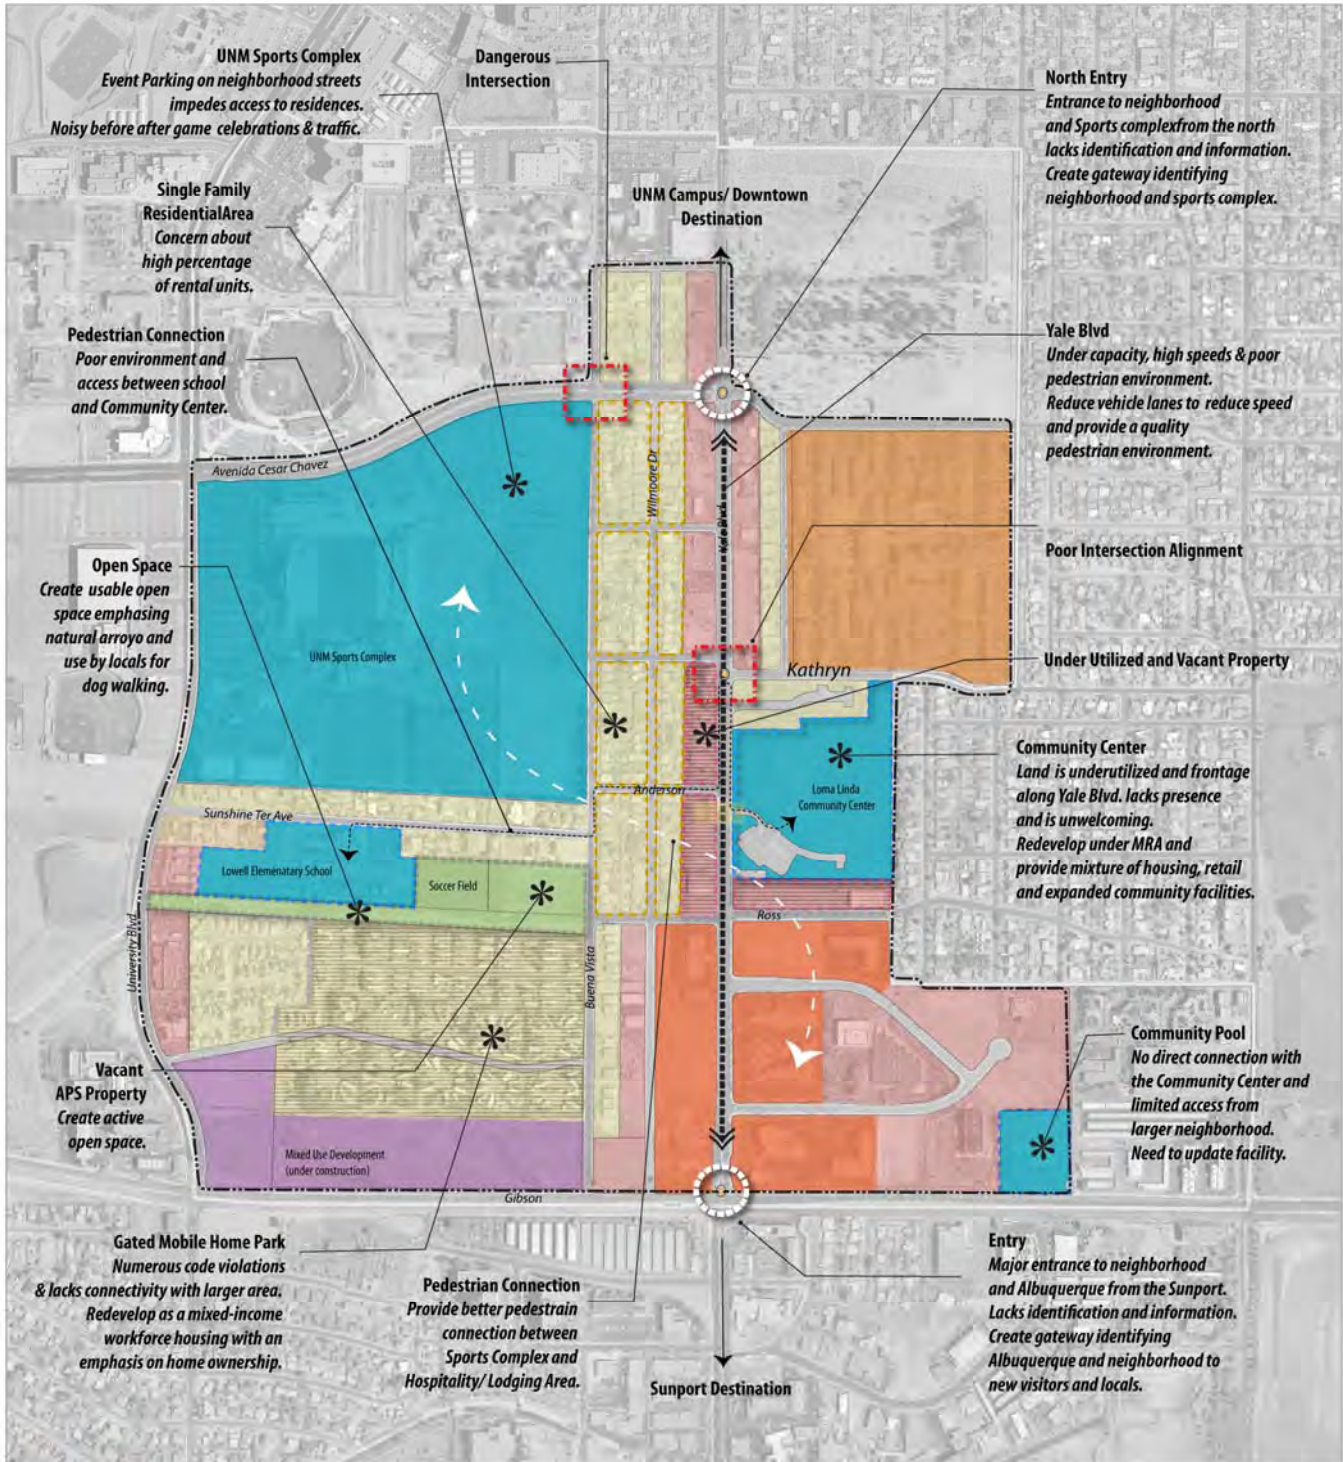 UNM Sports Complex
Event Parking on neighborhood streets
impedes access to residences.
Noisy before after game celebrations & traffic.
Dangerous
Intersection
North Entry
Entrance to neighborhood
and Sports complexfrom the north
lacks identification and information.
Create gateway identifying
neighborhood and sports complex.
Single Family
ResidentialArea
Concern about
high percentage
of rental units.
UNM Campus/ Downtown
Destination
Pedestrian Connection
Poor environment and
access between school
and Community Center.
Yale Blvd
Under capacity, high speeds & poor
pedestrian environment.
Reduce vehicle lanes to reduce speed
and provide a quality
pedestrian environment.
Avenida Cesar Chavez
Wilmoore Dr
Poor Intersection Alignment
Open Space
Create usable open
space emphasing
natural arroyo and
use by locals for
dog walking.
UNM Sports Complex
Kathryn
Under Utilized and Vacant Property
Community Center
Land is underutilized and frontage
along Yale Blvd. lacks presence
and is unwelcoming.
Redevelop under MRA and
provide mixture of housing, retail
and expanded community facilities.
Anderson
Loma Linda
Community Center
Sunshine Ter Ave
Lowell Elemenatary School
Soccer Field
Ross
University Blvd
Buena Vista
Vacant
APS Property
Create active
open space.
Community Pool
No direct connection with
the Community Center and
limited access from
larger neighborhood.
Need to update facility.
Mixed Use Development
(under construction)
Gibson
Gated Mobile Home Park
Numerous code violations
& lacks connectivity with larger area.
Redevelop as a mixed-income
workforce housing with an
emphasis on home ownership.
Pedestrian Connection
Provide better pedestrain
connection between
Sports Complex and
Hospitality/ Lodging Area.
Sunport Destination
Entry
Major entrance to neighborhood
and Albuquerque from the Sunport.
Lacks identification and information.
Create gateway identifying
Albuquerque and neighborhood to
new visitors and locals.